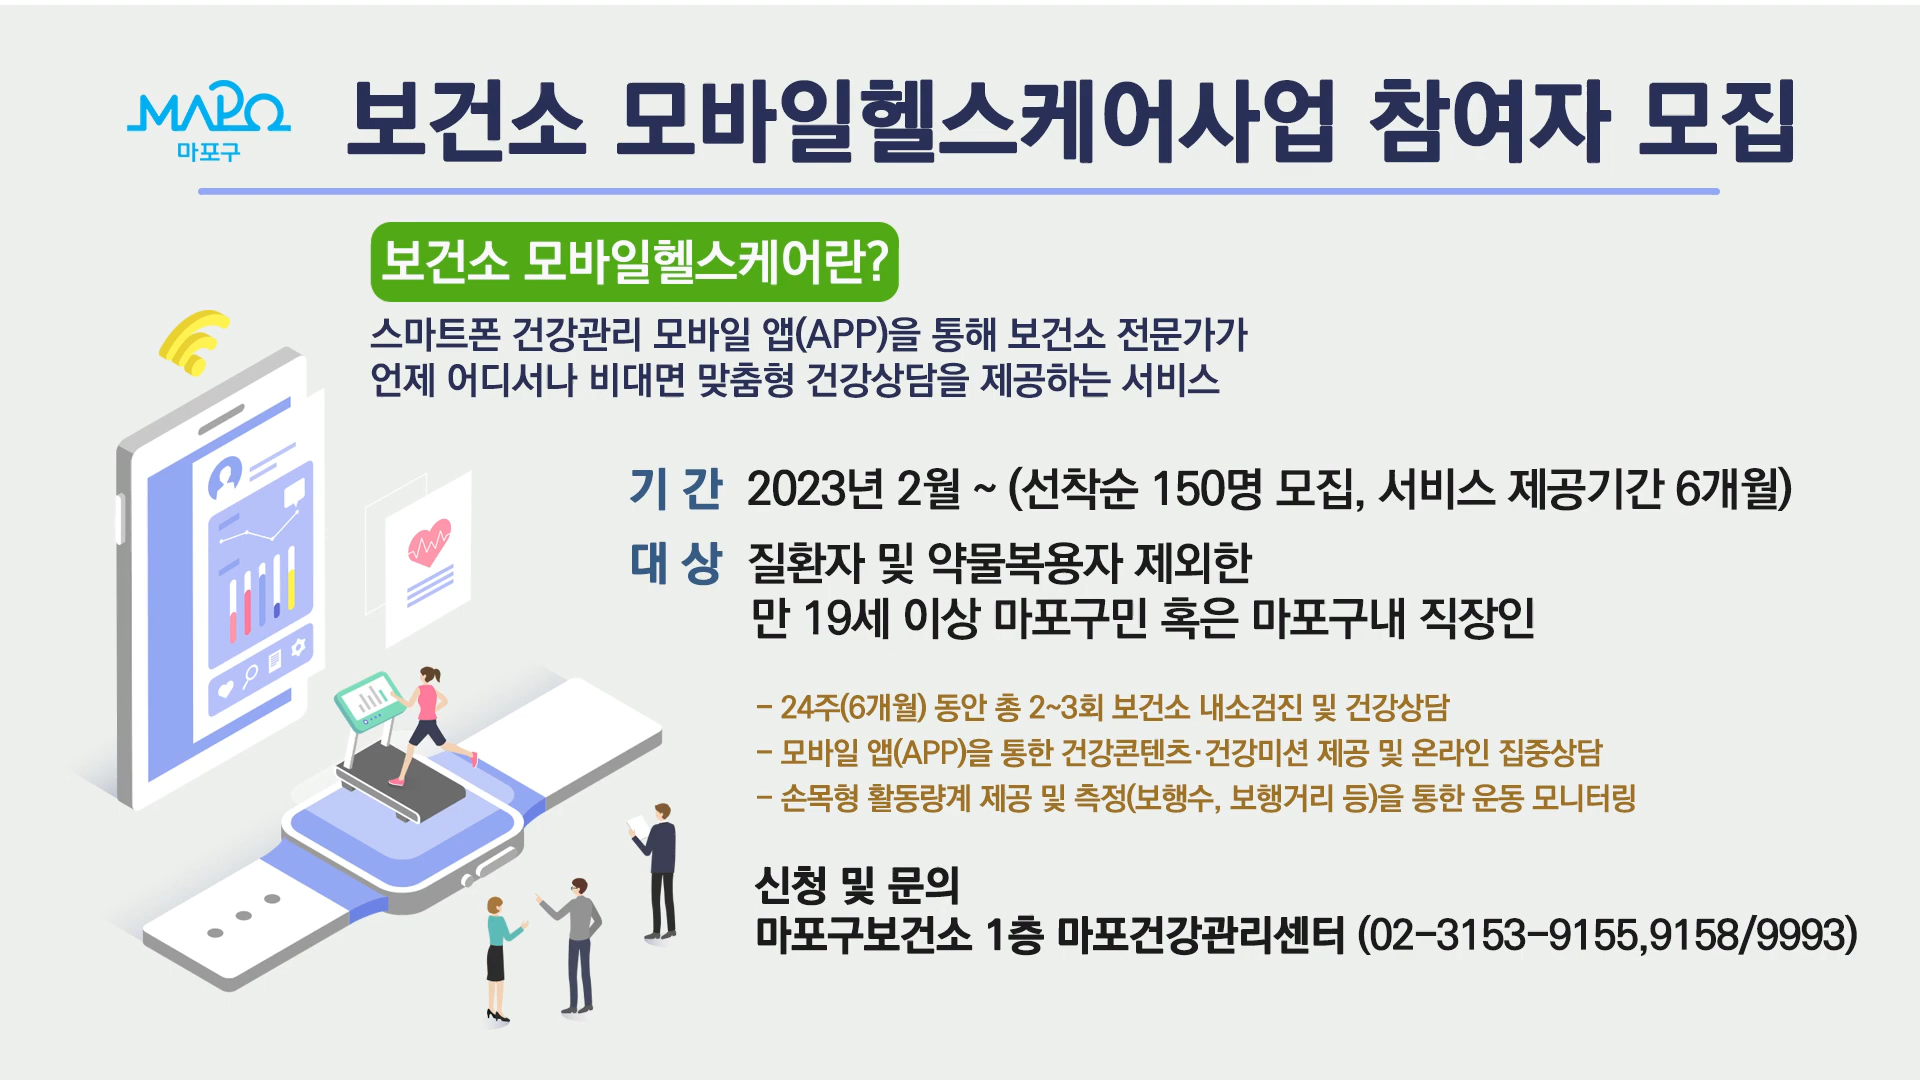 MAPO
마포구
보건소 모바일헬스케어사업 참여자 모집
보건소 모바일헬스케어란?
스마트폰 건강관리 모바일 앱(APP)을 통해 보건소 전문가가
언제 어디서나 비대면 맞춤형 건강상담을 제공하는 서비스
기 간 2023년 2월 ~ (선착순 150명 모집, 서비스 제공기간 6개월)
대 상 질환자 및 약물복용자 제외한
만 19세 이상 마포구민 혹은 마포구내 직장인
- 24주(6개월) 동안 총 2~3회 보건소 내소검진 및 건강상담
- 모바일 앱(APP)을 통한 건강콘텐츠·건강미션 제공 및 온라인 집중상담
- 손목형 활동량계 제공 및 측정(보행수, 보행거리 등)을 통한 운동 모니터링
신청 및 문의
마포구보건소 1층 마포건강관리센터 (02-3153-9155,9158/9993)